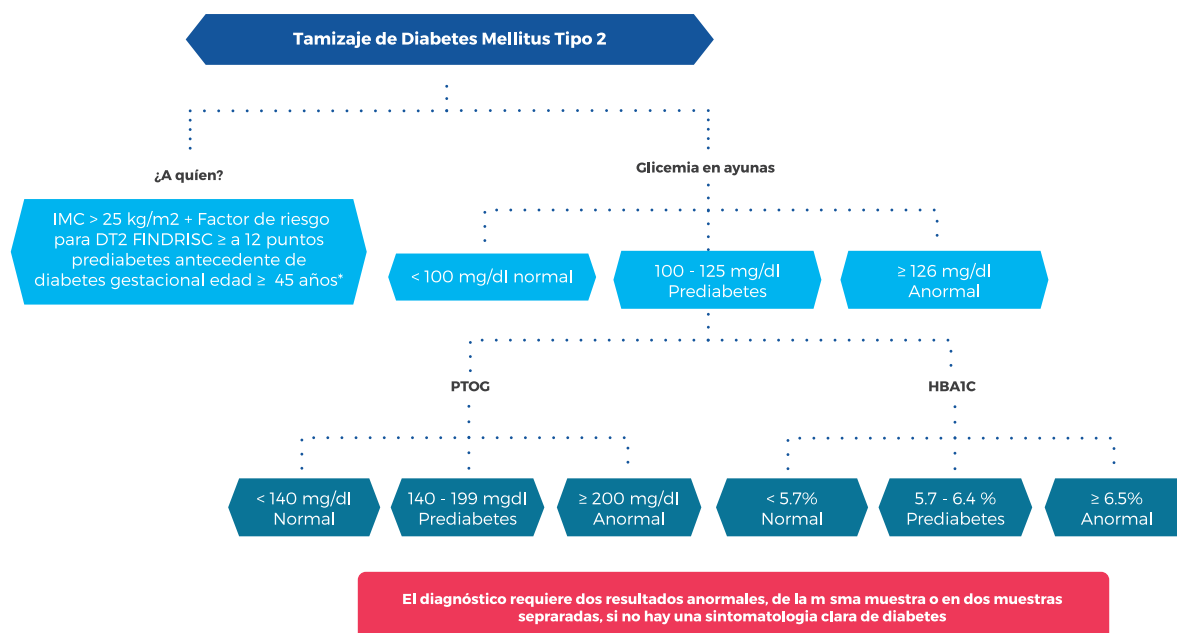 Tamizaje de Diabetes Mellitus Tipo 2
¿A quíen?
IMC > 25 kg/m2 + Factor de riesgo
para DT2 FINDRISC ≥ a 12 puntos
prediabetes antecedente de
diabetes gestacional edad ≥ 45 años*
Glicemia en ayunas
< 100 mg/dl normal
100 - 125 mg/dl
Prediabetes
≥ 126 mg/dl
Anormal
PTOG
HBA1C
< 140 mg/dl
Normal
140 - 199 mgdl
Prediabetes
≥ 200 mg/dl
Anormal
< 5.7%
Normal
5.7 - 6.4 %
Prediabetes
≥ 6.5%
Anormal
El diagnóstico requiere dos resultados anormales, de la m sma muestra o en dos muestras
sepraradas, si no hay una sintomatologia clara de diabetes